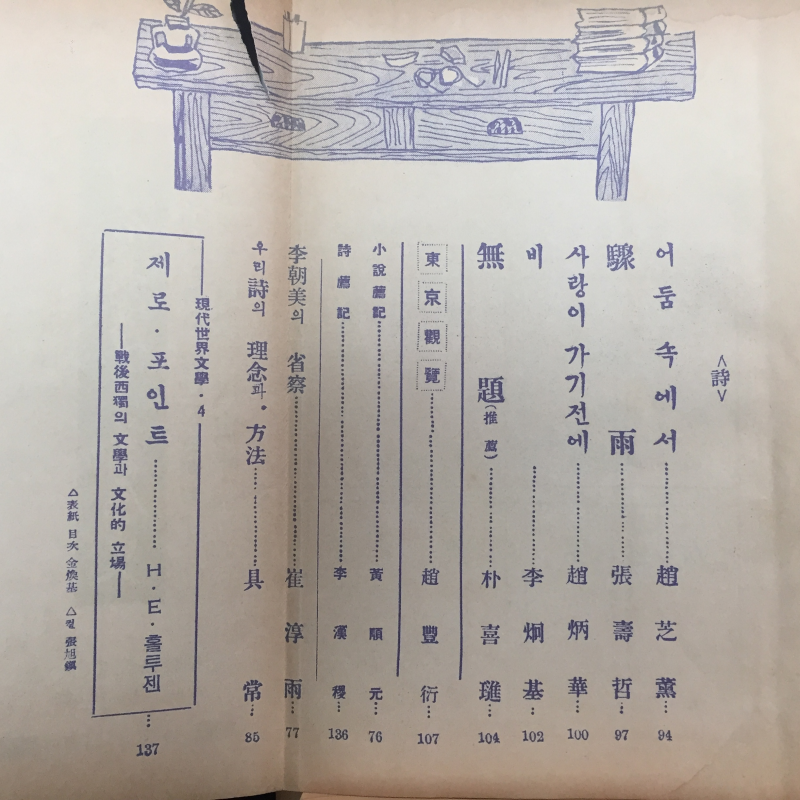 <詩>
어둠 속에서……趙芝薰…94
驟雨……張壽哲…97
사랑이 가기전에……趙炳華…100
비……李炯基…102
無題(推薦)……朴喜璡…104
東京觀覽……趙豐衍…107
小說薦記……黃順元…76
詩薦記……李漢稷…136
李朝美의 省察……崔淳雨…77
우리詩의 理念과・方法……具常…85
—現代世界文學・4—
제로・포인트……H・E・홀투젠…137
—戰後西獨의 文學과 文化的 立場—
△表紙 目次 金煥基 △컽 張旭鎭